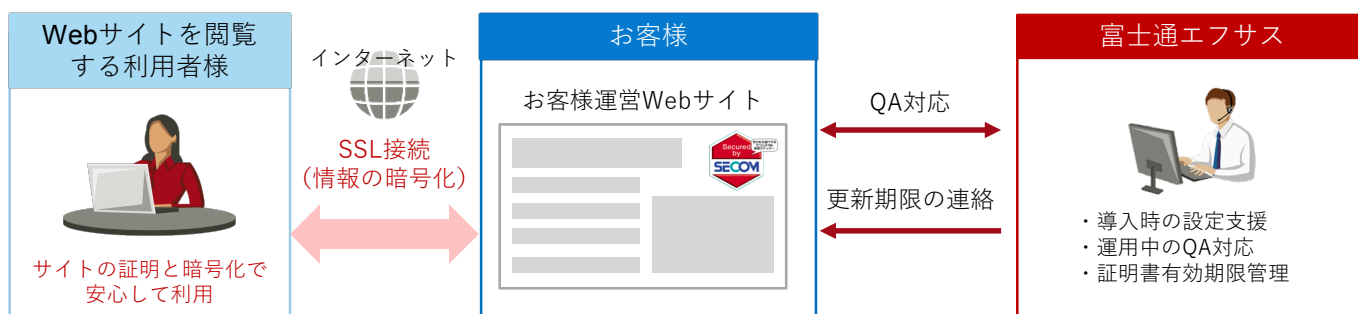 Webサイトを閲覧
する利用者様
サイトの証明と暗号化で
安心して利用
インターネット
SSL接続
(情報の暗号化)
お客様
お客様運営Webサイト
Secured
by
SECOM
QA対応
更新期限の連絡
富士通エフサス
・導入時の設定支援
・運用中のQA対応
・証明書有効期限管理